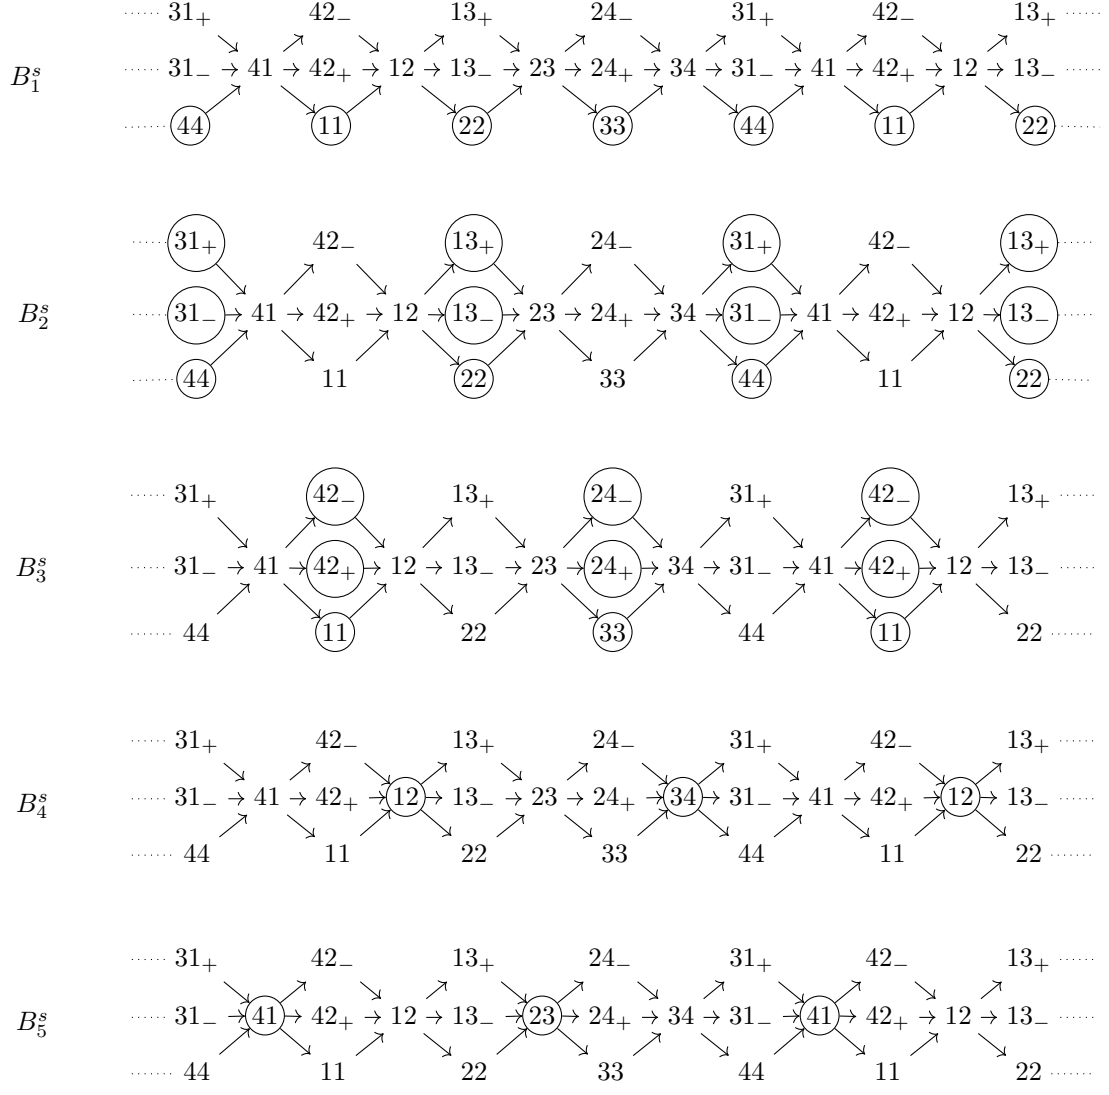 31₊ 42₋ 13₊ 24₋ 31₊ 42₋ 13₊
B₁ˢ 31₋ → 41 → 42₊ → 12 → 13₋ → 23 → 24₊ → 34 → 31₋ → 41 → 42₊ → 12 → 13₋
44 11 22 33 44 11 22
31₊ 42₋ 13₊ 24₋ 31₊ 42₋ 13₊
B₂ˢ 31₋ → 41 → 42₊ → 12 → 13₋ → 23 → 24₊ → 34 → 31₋ → 41 → 42₊ → 12 → 13₋
44 11 22 33 44 11 22
31₊ 42₋ 13₊ 24₋ 31₊ 42₋ 13₊
B₃ˢ 31₋ → 41 → 42₊ → 12 → 13₋ → 23 → 24₊ → 34 → 31₋ → 41 → 42₊ → 12 → 13₋
44 11 22 33 44 11 22
31₊ 42₋ 13₊ 24₋ 31₊ 42₋ 13₊
B₄ˢ 31₋ → 41 → 42₊ → 12 → 13₋ → 23 → 24₊ → 34 → 31₋ → 41 → 42₊ → 12 → 13₋
44 11 22 33 44 11 22
31₊ 42₋ 13₊ 24₋ 31₊ 42₋ 13₊
B₅ˢ 31₋ → 41 → 42₊ → 12 → 13₋ → 23 → 24₊ → 34 → 31₋ → 41 → 42₊ → 12 → 13₋
44 11 22 33 44 11 22